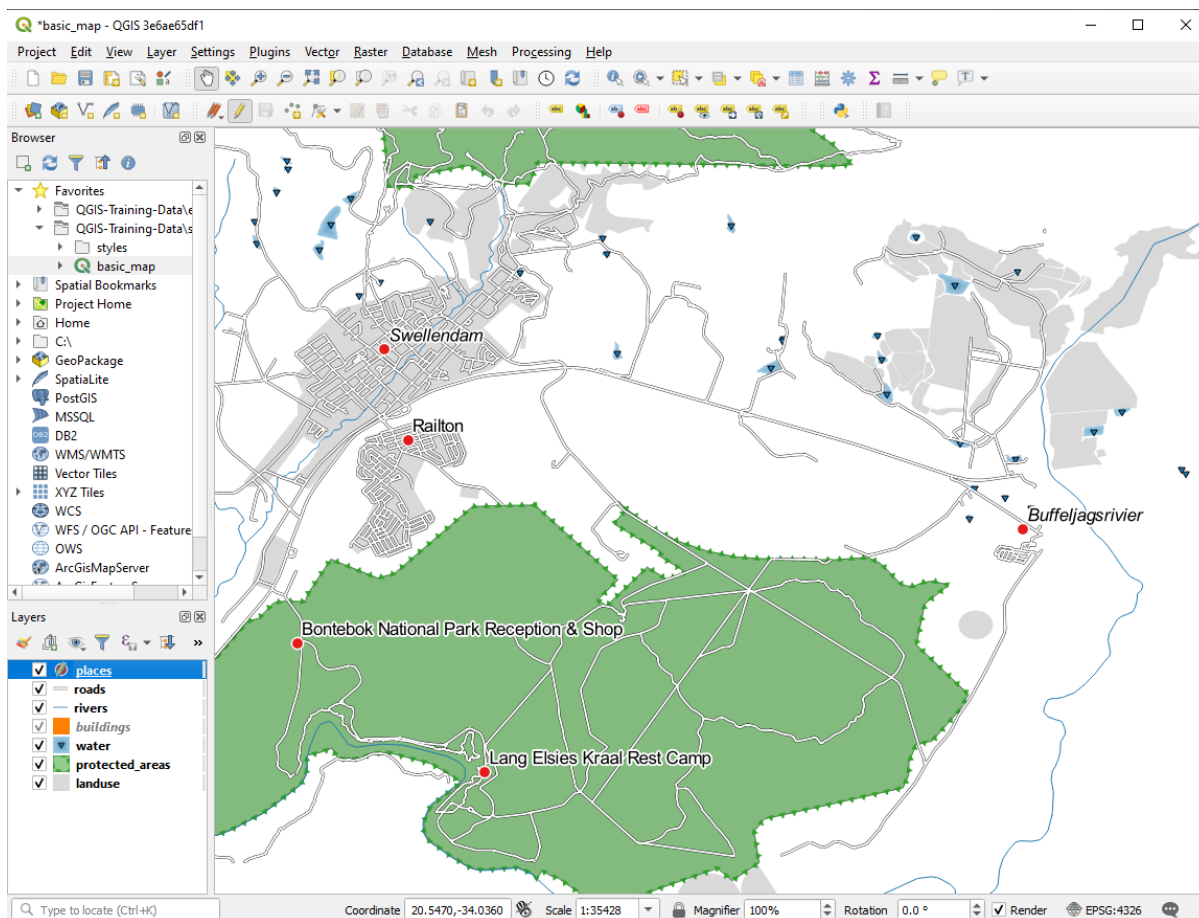 *basic_map - QGIS 3e6ae65df1
Project Edit View Layer Settings Plugins Vector Raster Database Mesh Processing Help
Browser
Favorites
QGIS-Training-Data\e
QGIS-Training-Data\s
styles
basic_map
Spatial Bookmarks
Project Home
Home
C:\
GeoPackage
SpatiaLite
PostGIS
MSSQL
DB2
WMS/WMTS
Vector Tiles
XYZ Tiles
WCS
WFS / OGC API - Feature
OWS
ArcGisMapServer
Layers
places
roads
rivers
buildings
water
protected_areas
landuse
Swellendam
Railton
Buffeljagsrivier
Bontebok National Park Reception & Shop
Lang Elsies Kraal Rest Camp
Type to locate (Ctrl+K) Coordinate 20.5470,-34.0360 Scale 1:35428 Magnifier 100% Rotation 0.0 ° Render EPSG:4326